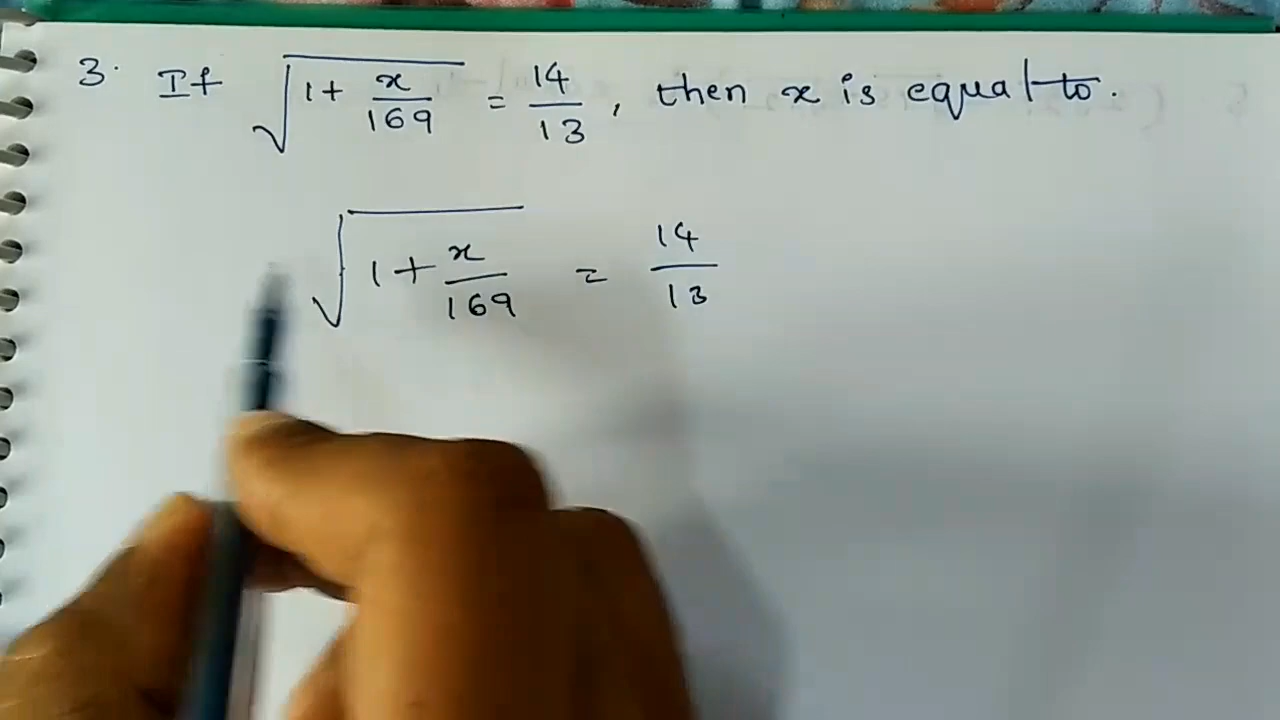 3. If √(1 + x/169) = 14/13, then x is equal to.
√(1 + x/169) = 14/13